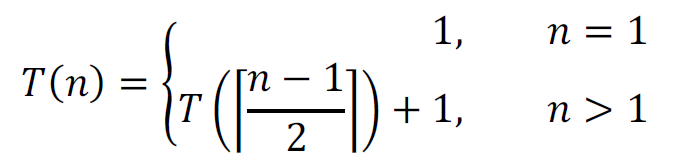 T(n) = { 1, n = 1
T(⌈(n − 1)/2⌉) + 1, n > 1